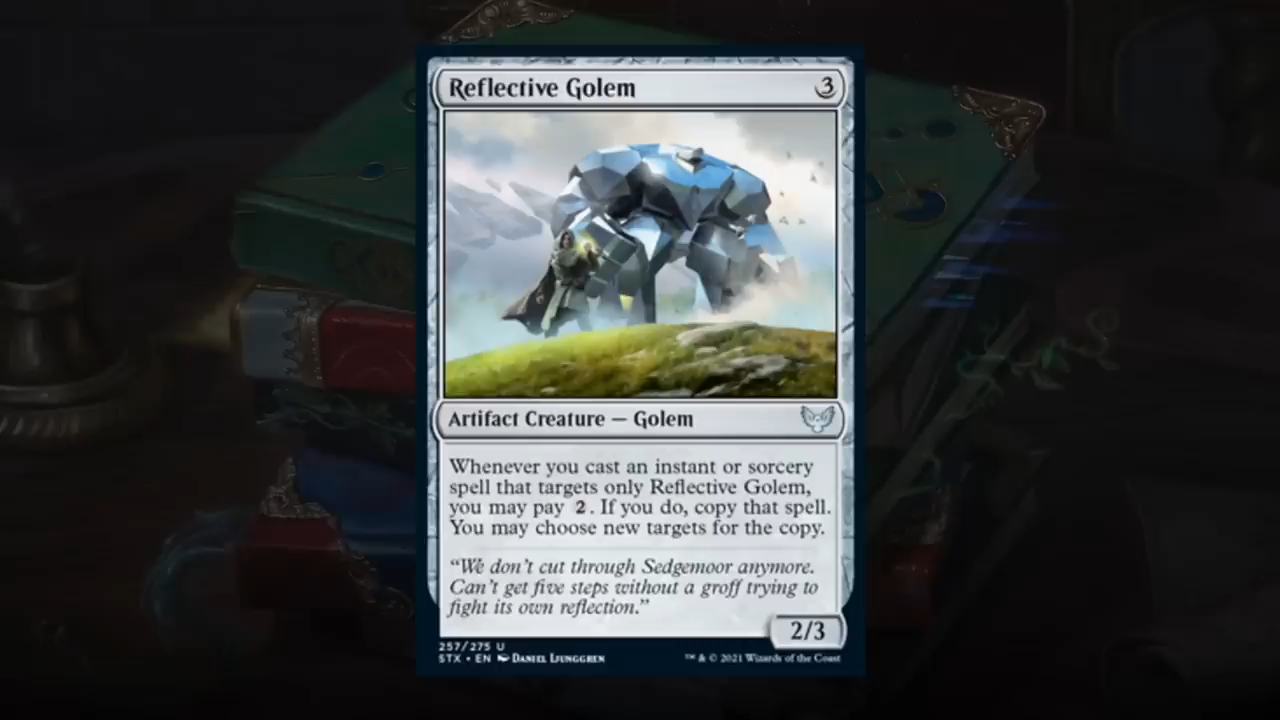 Reflective Golem 3
Artifact Creature — Golem
Whenever you cast an instant or sorcery
spell that targets only Reflective Golem,
you may pay 2. If you do, copy that spell.
You may choose new targets for the copy.
“We don’t cut through Sedgemoor anymore.
Can’t get five steps without a groff trying to
fight its own reflection.”
2/3
257/275 U
STX • EN Daniel Ljunggren
™ & © 2021 Wizards of the Coast